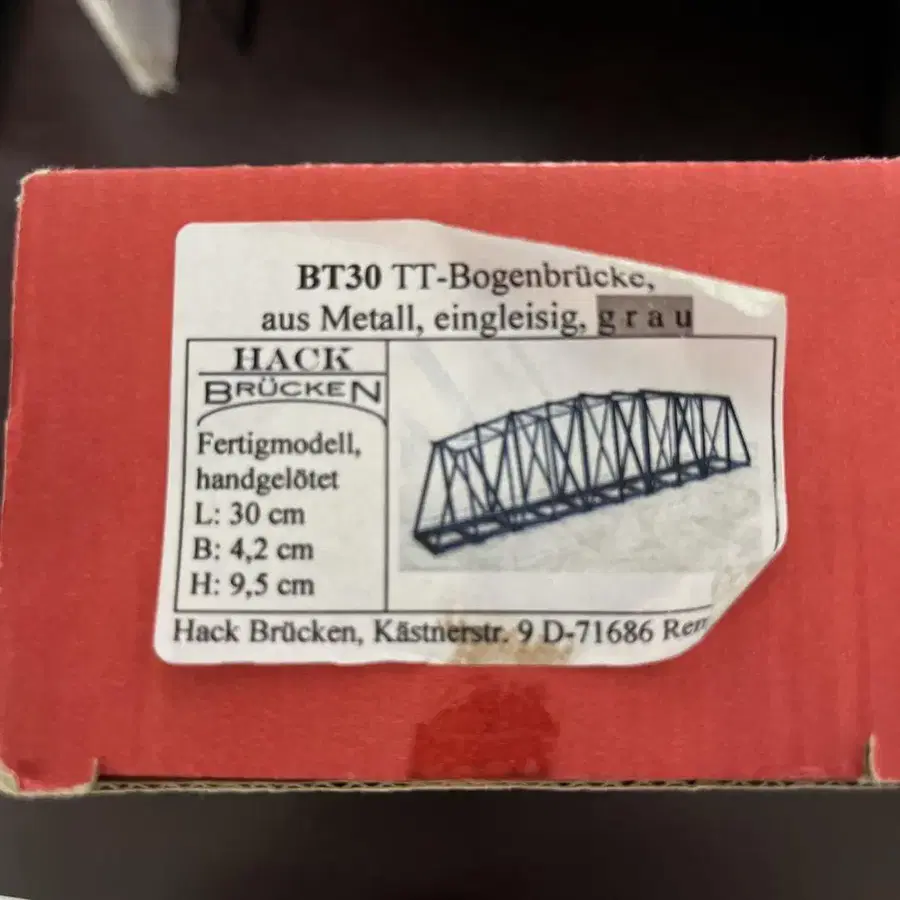 BT30 TT-Bogenbrücke,
aus Metall, eingleisig, grau
HACK
BRÜCKEN
Fertigmodell,
handgelötet
L: 30 cm
B: 4,2 cm
H: 9,5 cm
Hack Brücken, Kästnerstr. 9 D-71686